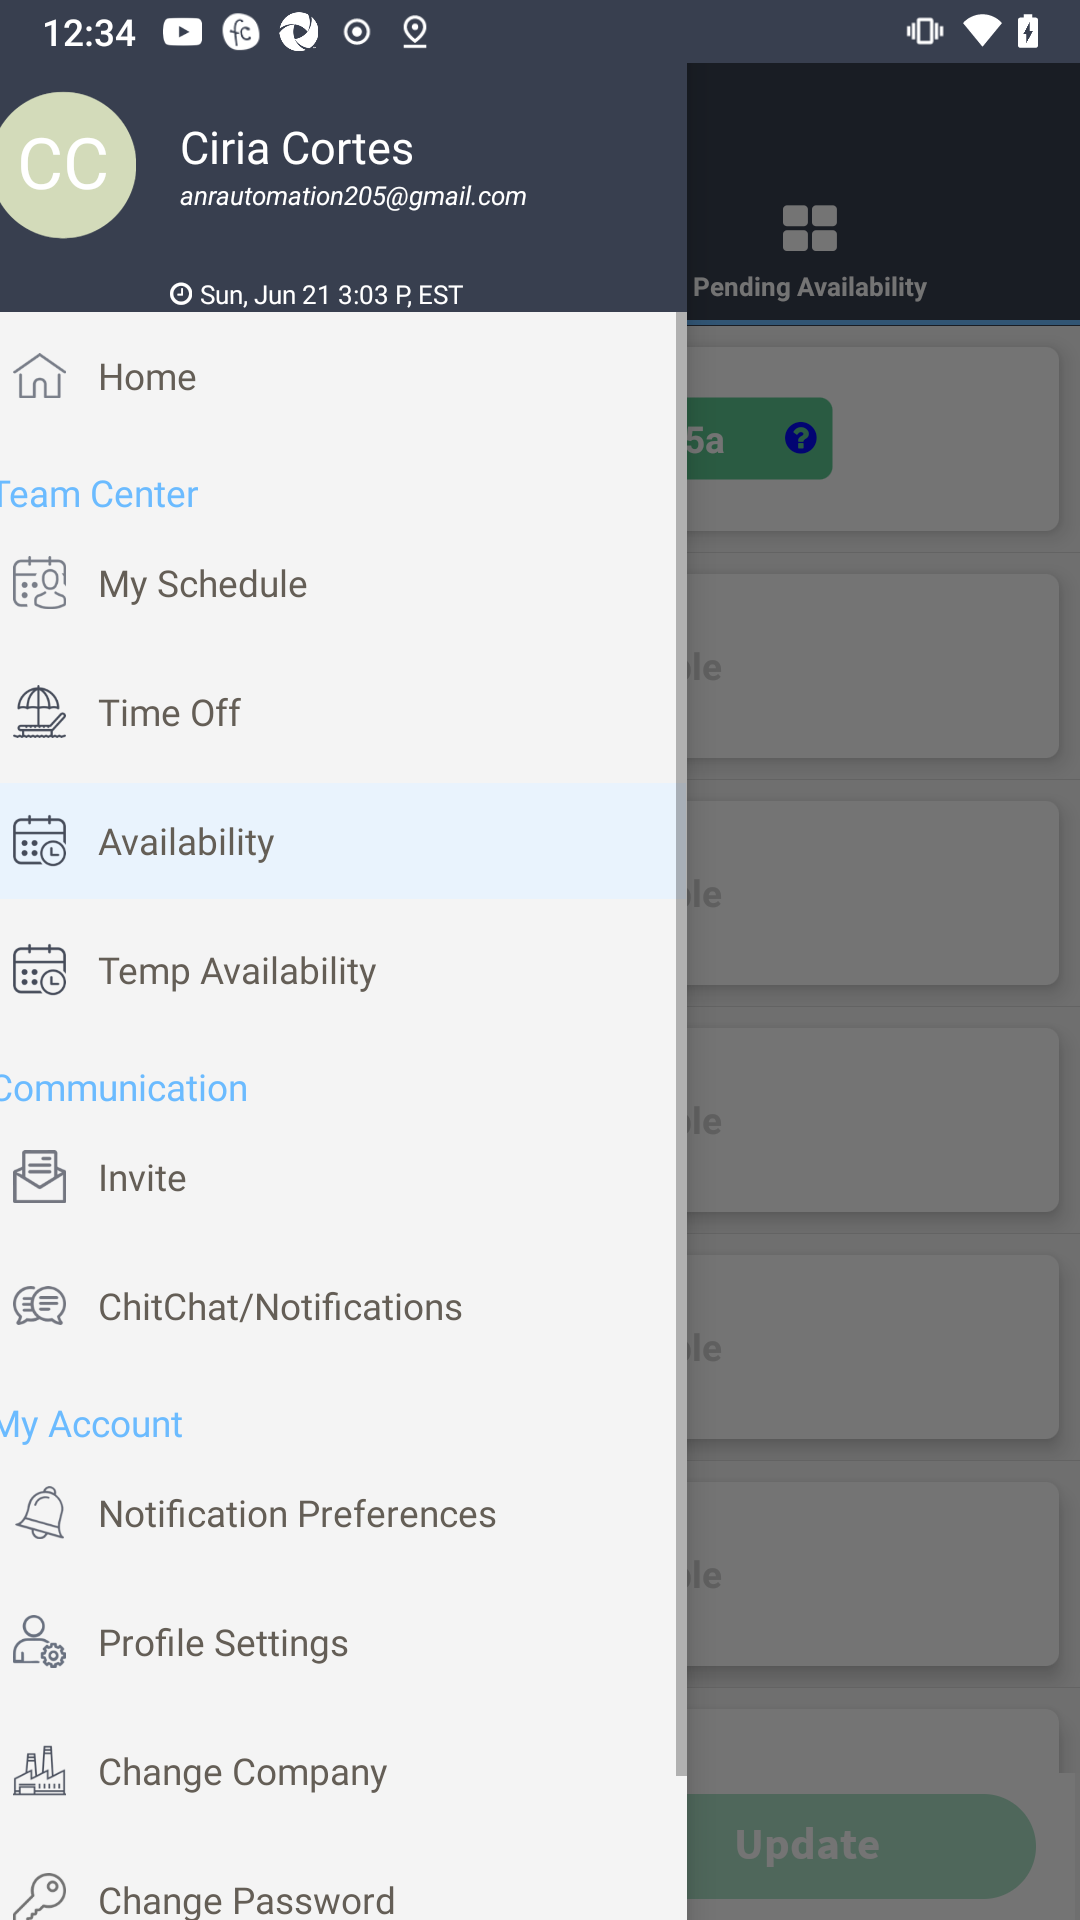 12:34
CC
Ciria Cortes
anrautomation205@gmail.com
Sun, Jun 21 3:03 P, EST
Pending Availability
Home
5a
?
Team Center
My Schedule
Time Off
Availability
Temp Availability
Communication
Invite
ChitChat/Notifications
My Account
Notification Preferences
Profile Settings
Change Company
Update
Change Password